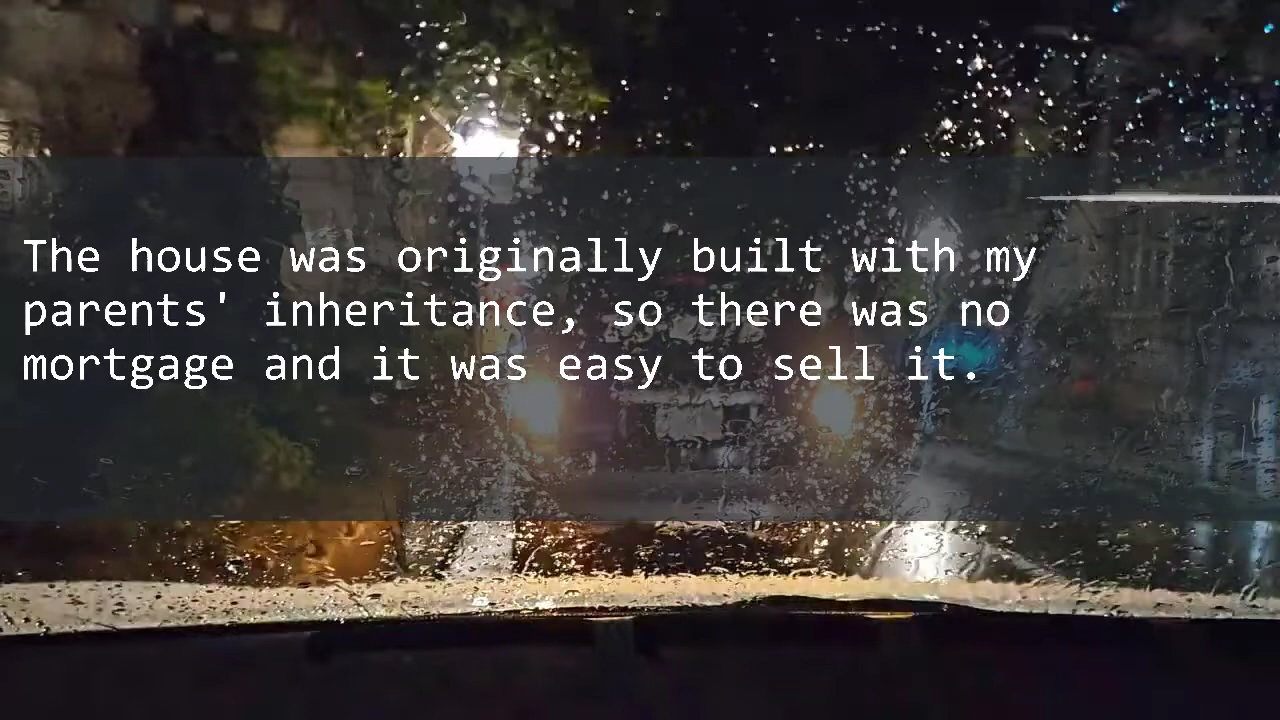 The house was originally built with my
parents' inheritance, so there was no
mortgage and it was easy to sell it.